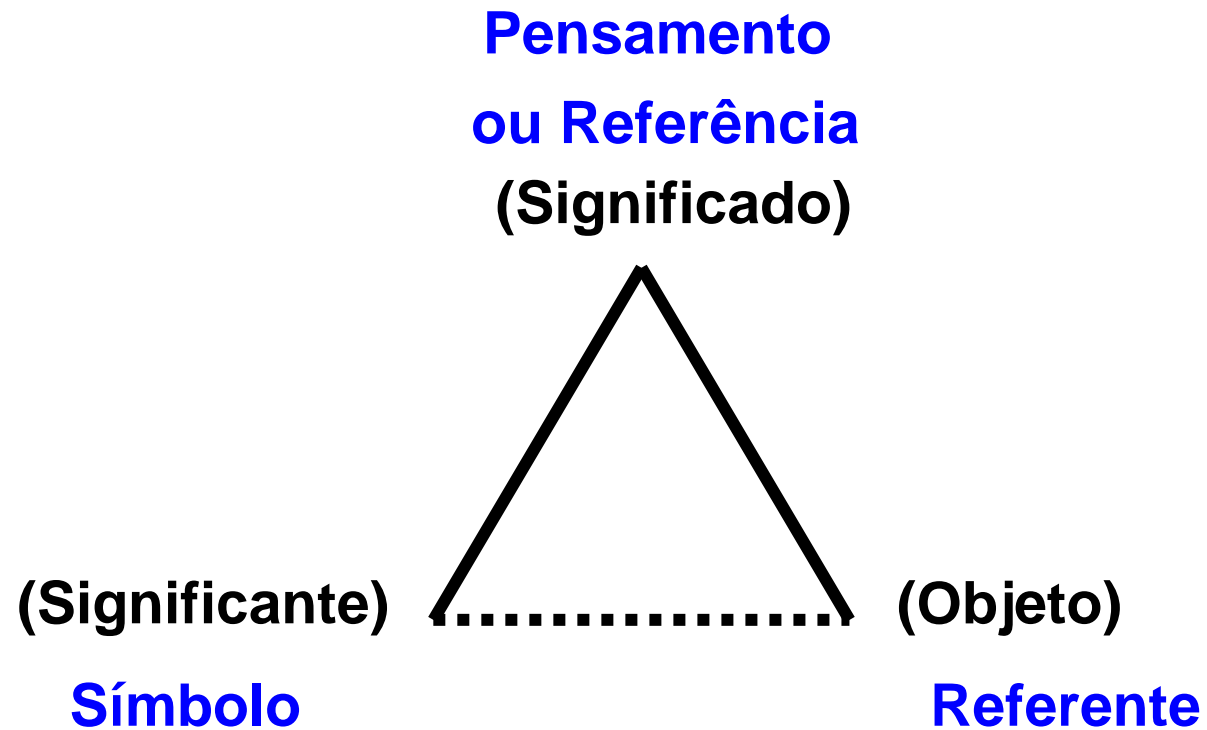 Pensamento
ou Referência
(Significado)
(Significante) (Objeto)
Símbolo Referente